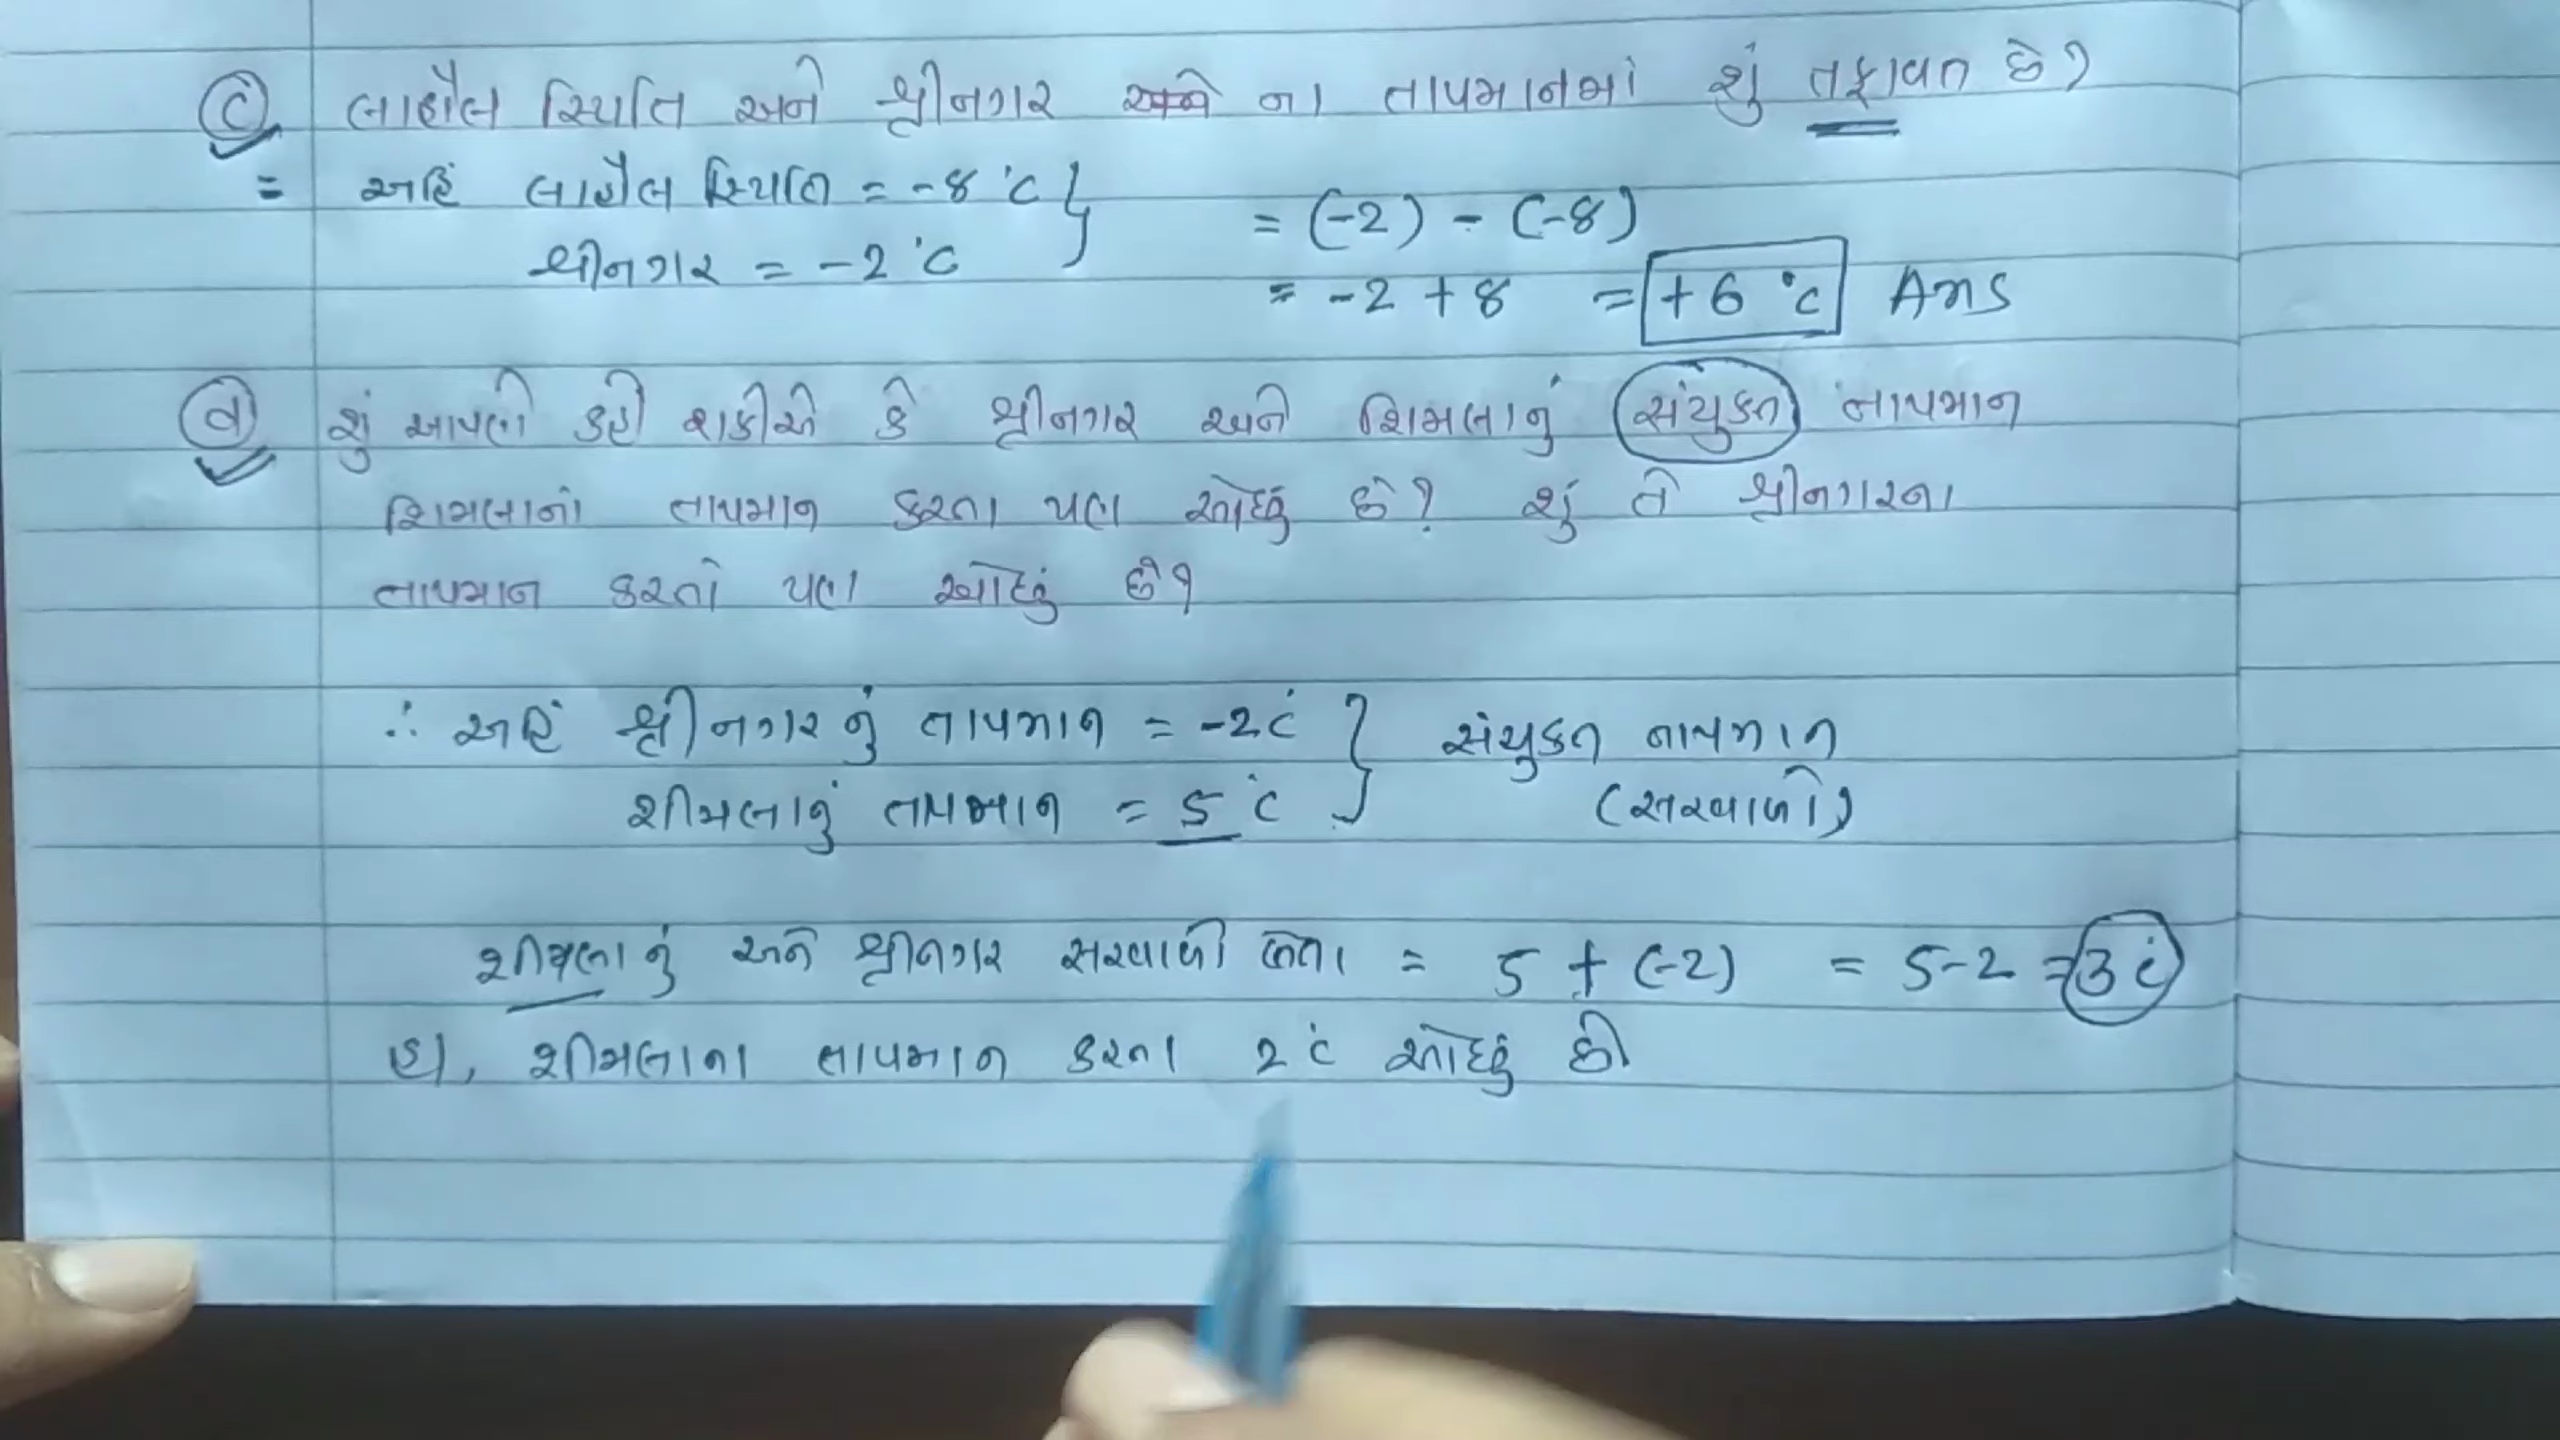 (c) લાહૌલ સ્પિતિ અને શ્રીનગર ના તાપમાનમાં શું તફાવત છે?
= અહિં લાહૌલ સ્પિતિ = -8 °C } = (-2) - (-8)
શ્રીનગર = -2 °C = -2 + 8 = +6 °C Ans
(d) શું આપણે કહી શકીએ કે શ્રીનગર અને શિમલાનું સંયુકત તાપમાન
શિમલાનાં તાપમાન કરતા પણ ઓછું છે? શું તે શ્રીનગરના
તાપમાન કરતાં પણ ઓછું છે?
∴ અહિં શ્રીનગરનું તાપમાન = -2°C } સંયુકત તાપમાન
શીમલાનું તાપમાન = 5 °C (સરવાળો)
શીમલાનું અને શ્રીનગર સરવાળો = 5 + (-2) = 5-2 = 3°C
હા, શીમલાના તાપમાન કરતા 2°C ઓછું છે